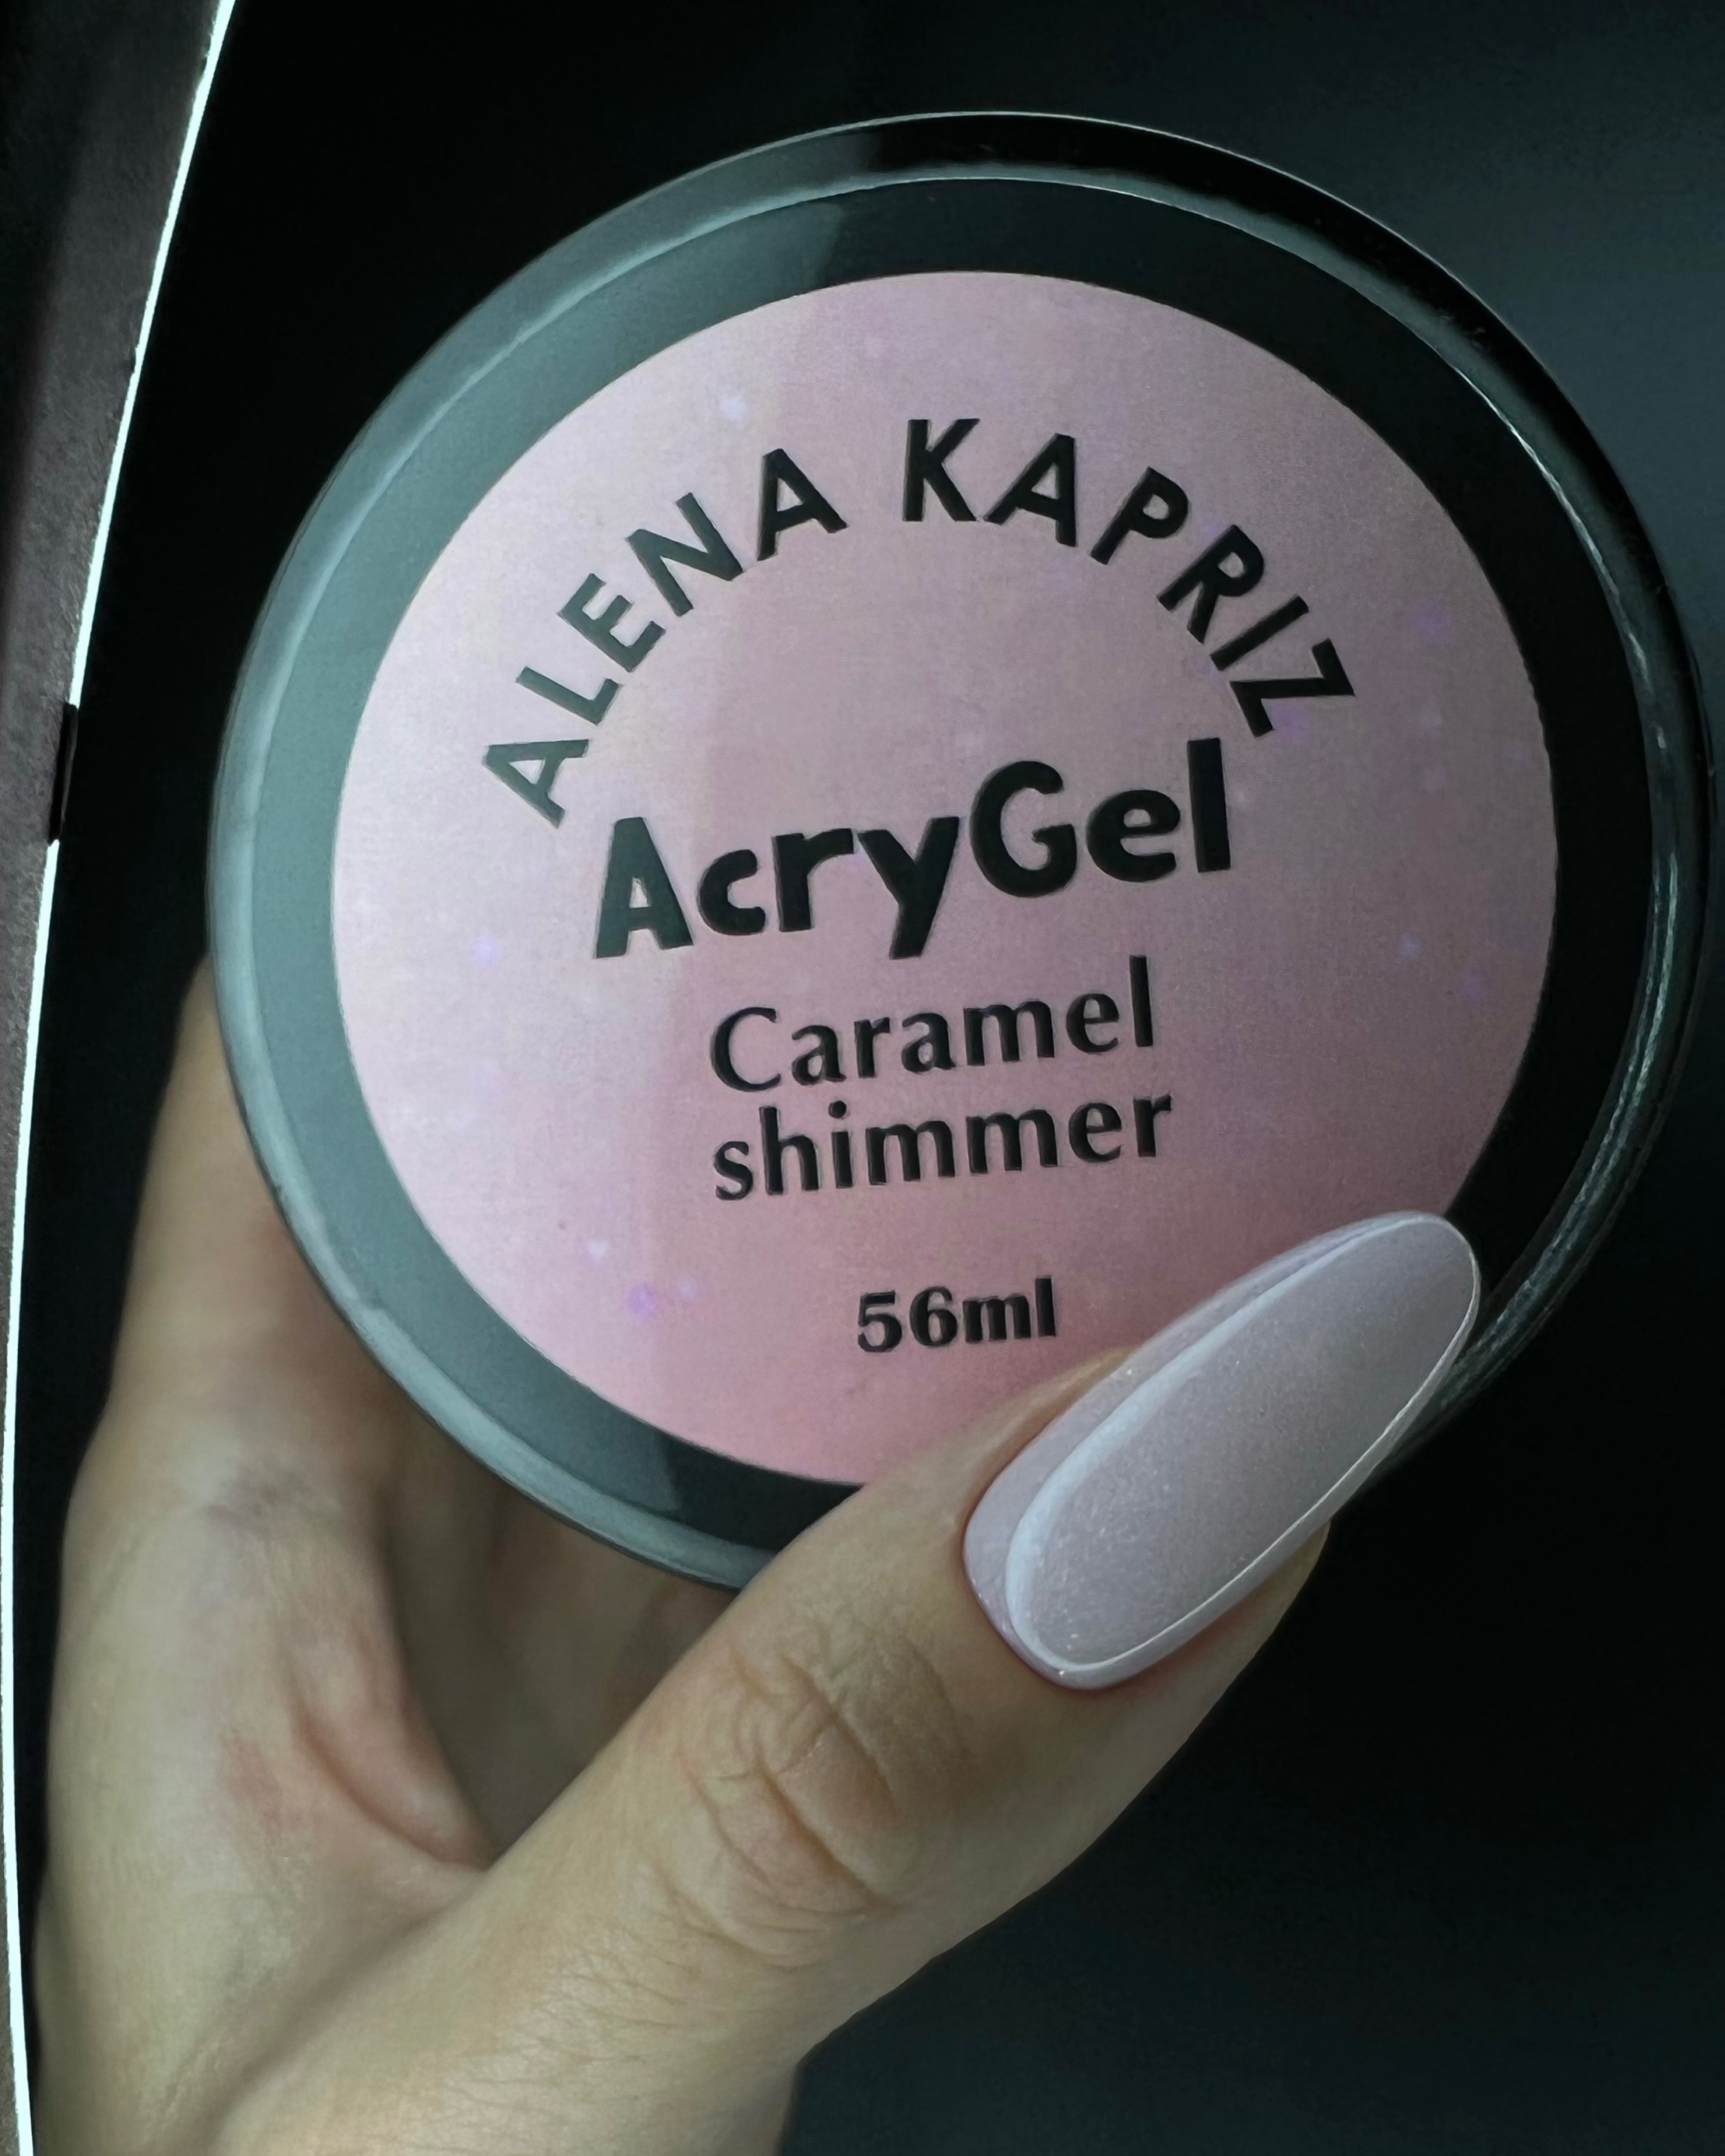 ALENA KAPRIZ
AcryGel
Caramel
shimmer
56ml